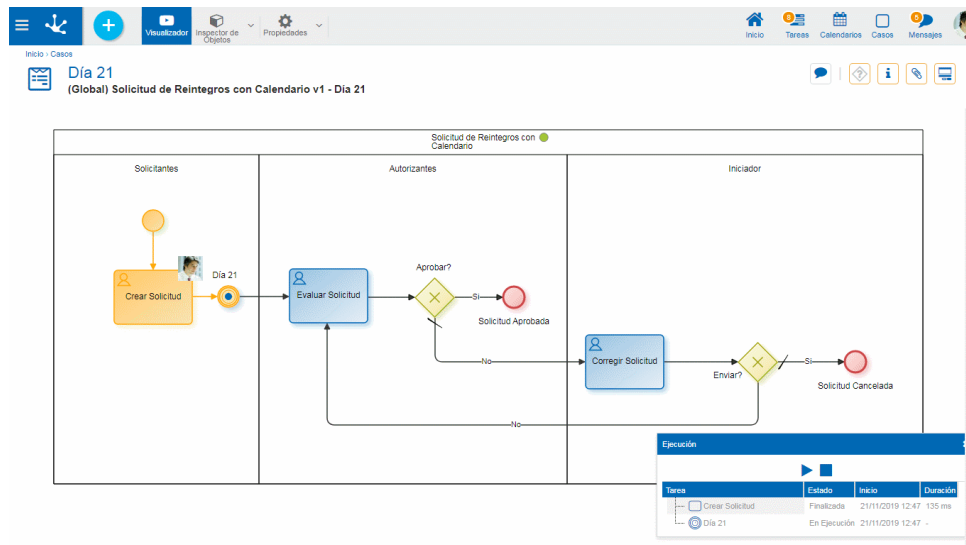 Visualizador
Inspector de
Objetos
Propiedades
Inicio
8
Tareas
Calendarios
Casos
Mensajes
Inicio › Casos
Día 21
(Global) Solicitud de Reintegros con Calendario v1 - Día 21
Solicitud de Reintegros con
Calendario
Solicitantes
Autorizantes
Iniciador
Crear Solicitud
Día 21
Evaluar Solicitud
Aprobar?
Si
Solicitud Aprobada
No
Corregir Solicitud
Enviar?
Si
Solicitud Cancelada
No
Ejecución
Tarea Estado Inicio Duración
Crear Solicitud Finalizada 21/11/2019 12:47 135 ms
Día 21 En Ejecución 21/11/2019 12:47 -